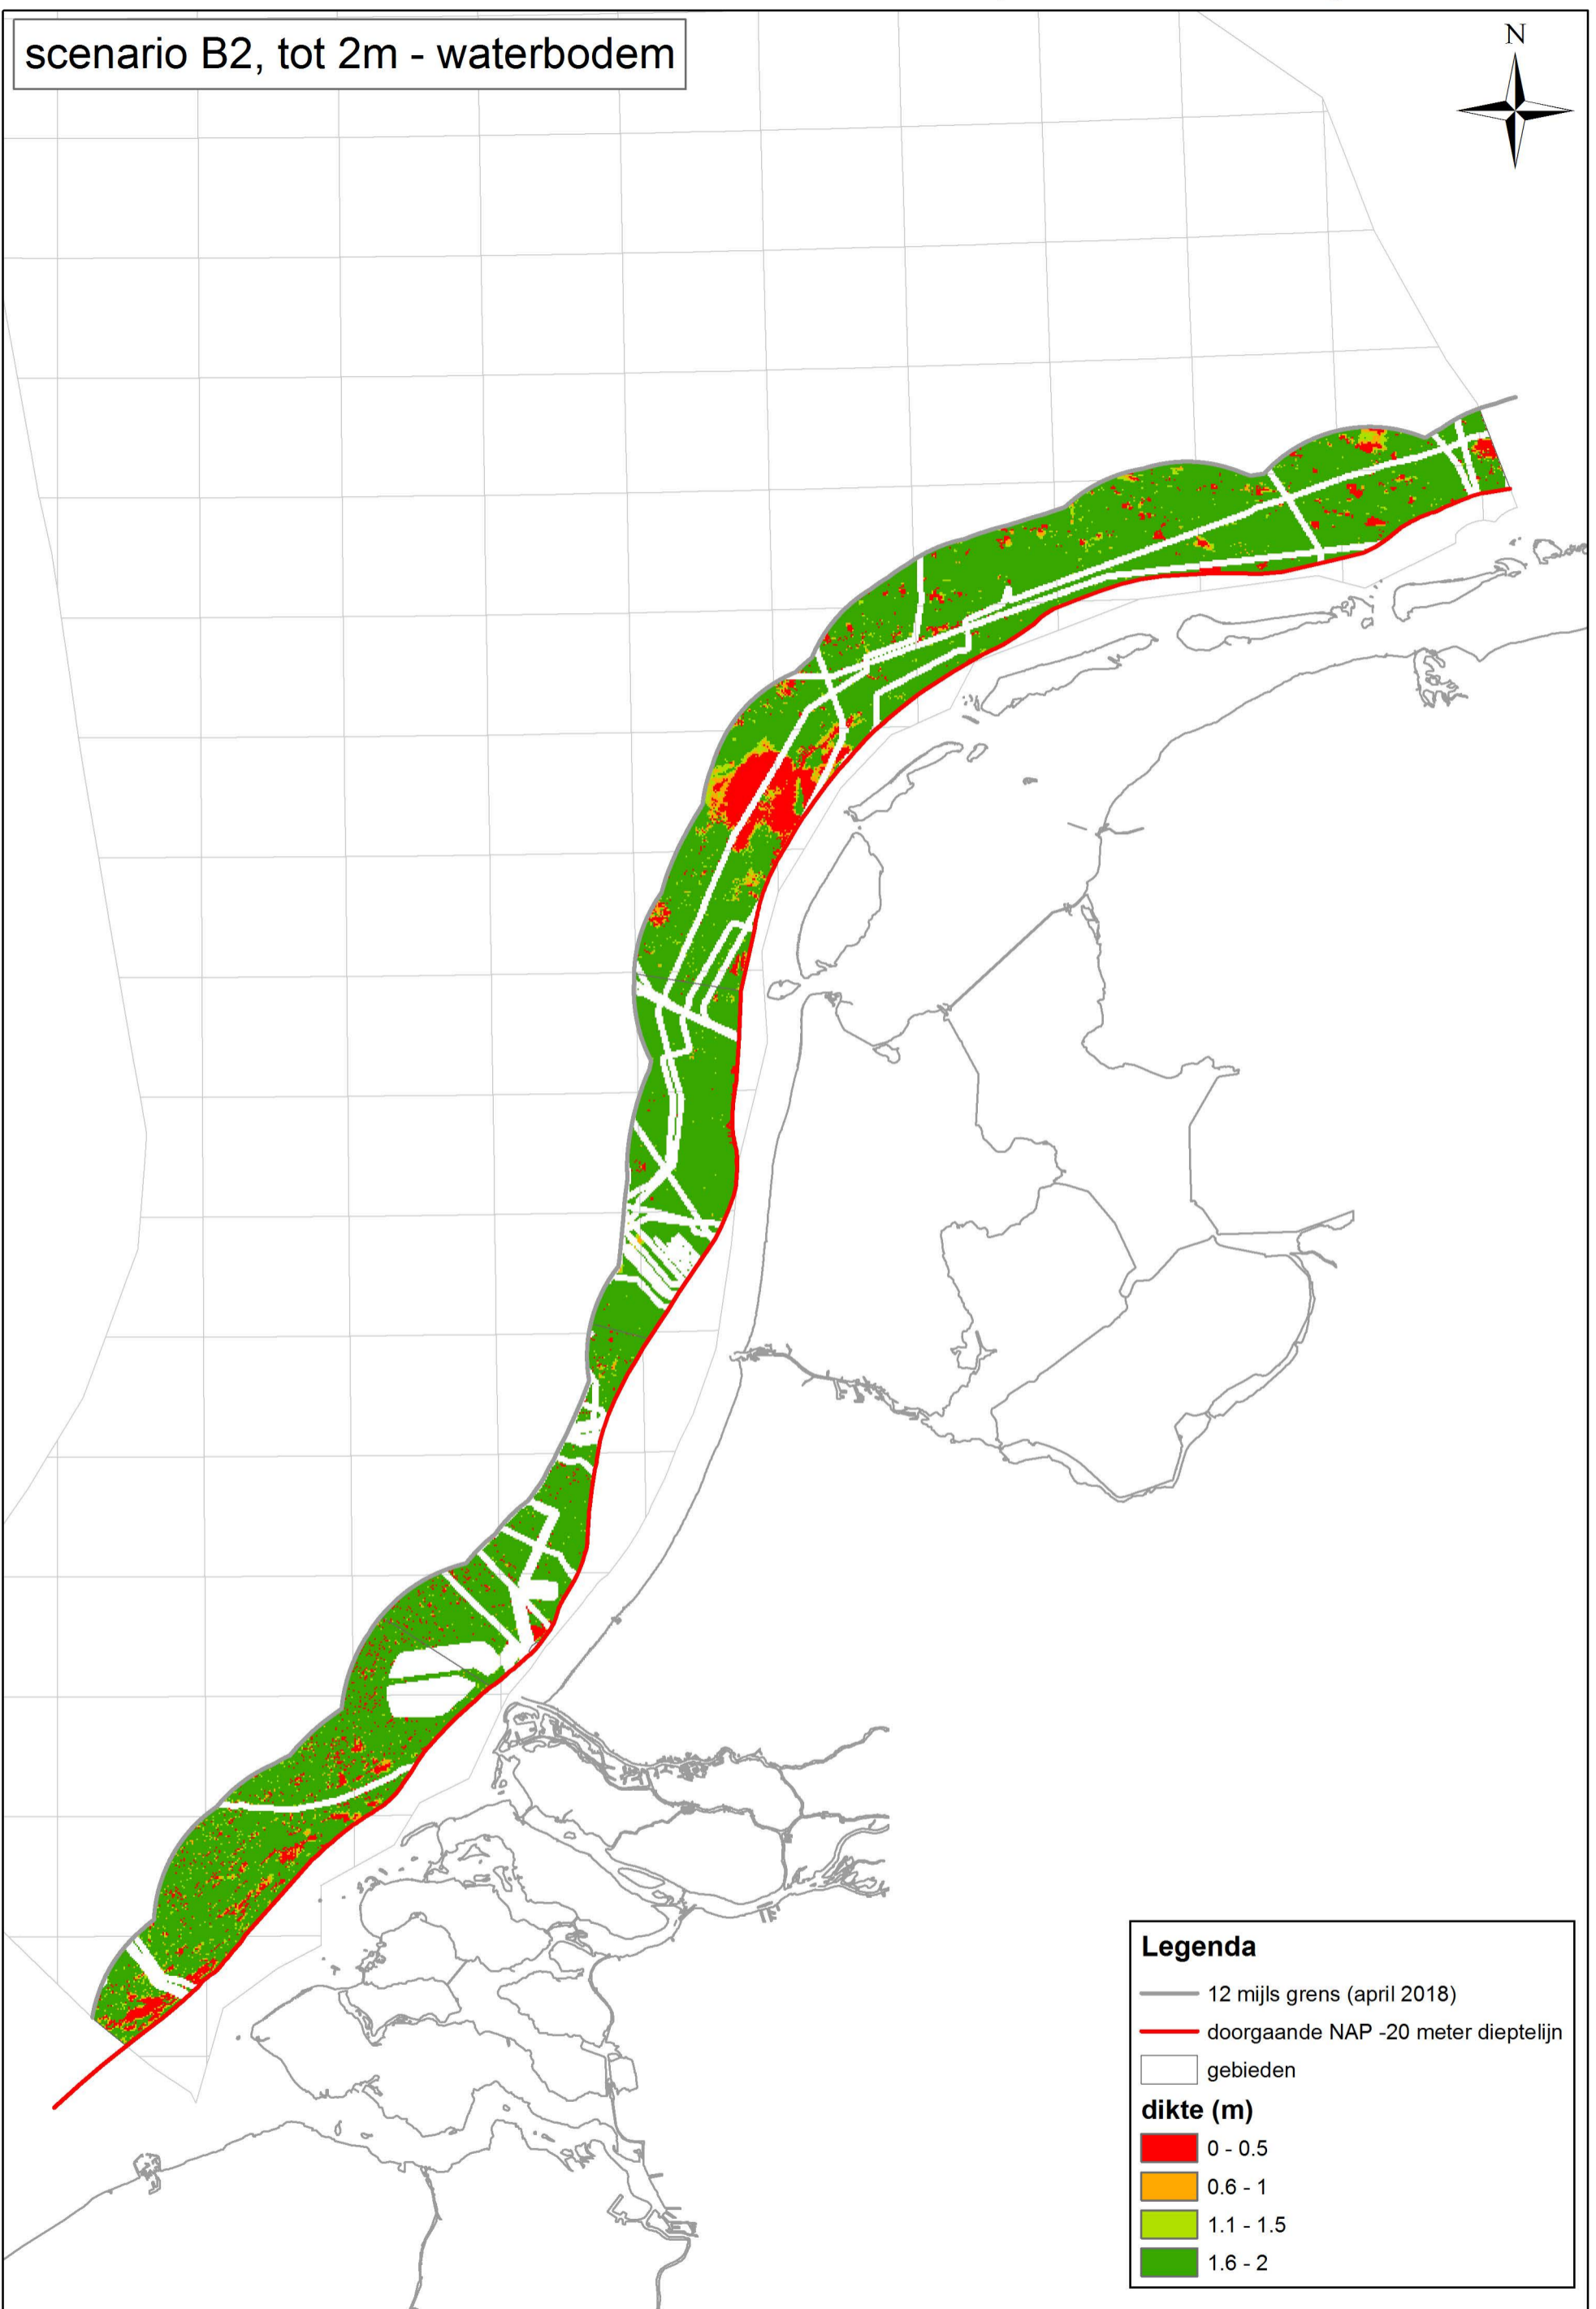 scenario B2, tot 2m - waterbodem
N
Legenda
12 mijls grens (april 2018)
doorgaande NAP -20 meter dieptelijn
gebieden
dikte (m)
0 - 0.5
0.6 - 1
1.1 - 1.5
1.6 - 2